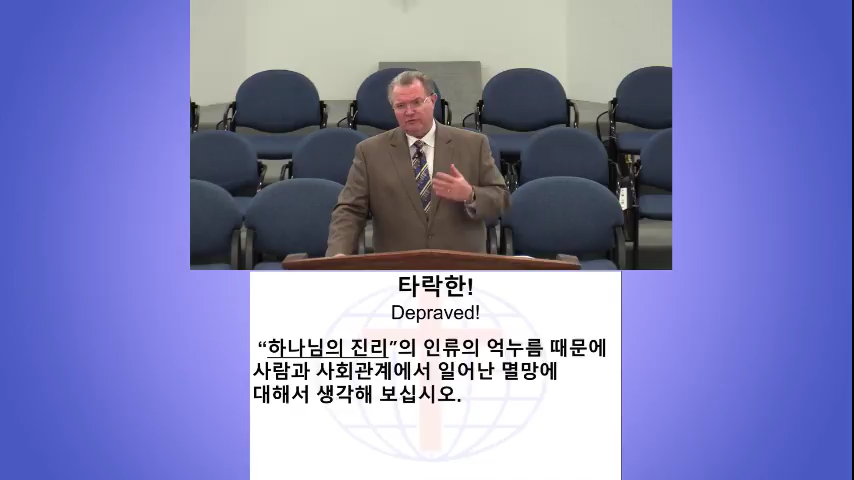 타락한!
Depraved!
“하나님의 진리”의 인류의 억누름 때문에
사람과 사회관계에서 일어난 멸망에
대해서 생각해 보십시오.